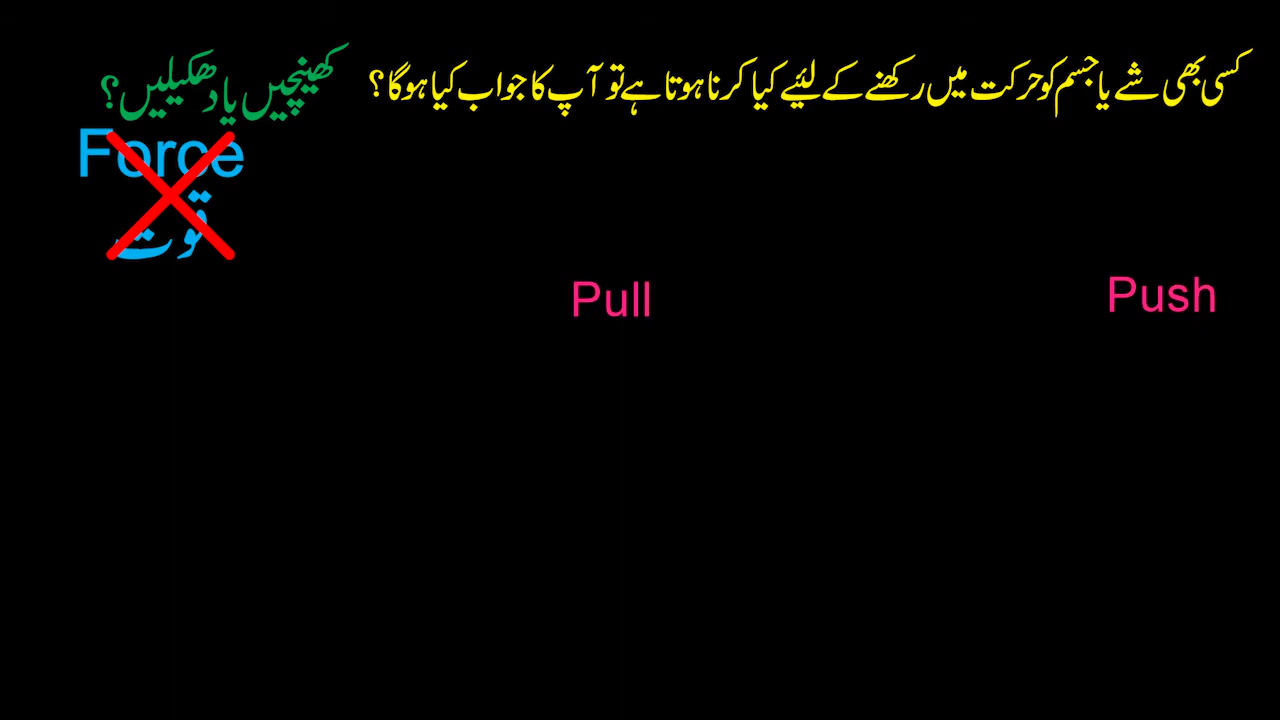 کسی بھی شے یا جسم کو حرکت میں رکھنے کے لئیے کیا کرنا ہوتا ہے تو آپ کا جواب کیا ہوگا؟ کھینچیں یا دھکیلیں؟
Force
قوت
Pull Push